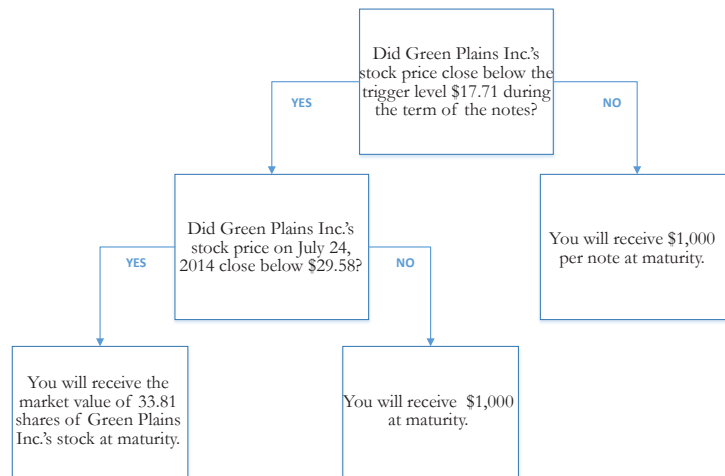 Did Green Plains Inc.'s
stock price close below the
trigger level $17.71 during
the term of the notes?
YES
NO
Did Green Plains Inc.'s
stock price on July 24,
2014 close below $29.58?
You will receive $1,000
per note at maturity.
YES
NO
You will receive the
market value of 33.81
shares of Green Plains
Inc.'s stock at maturity.
You will receive $1,000
at maturity.